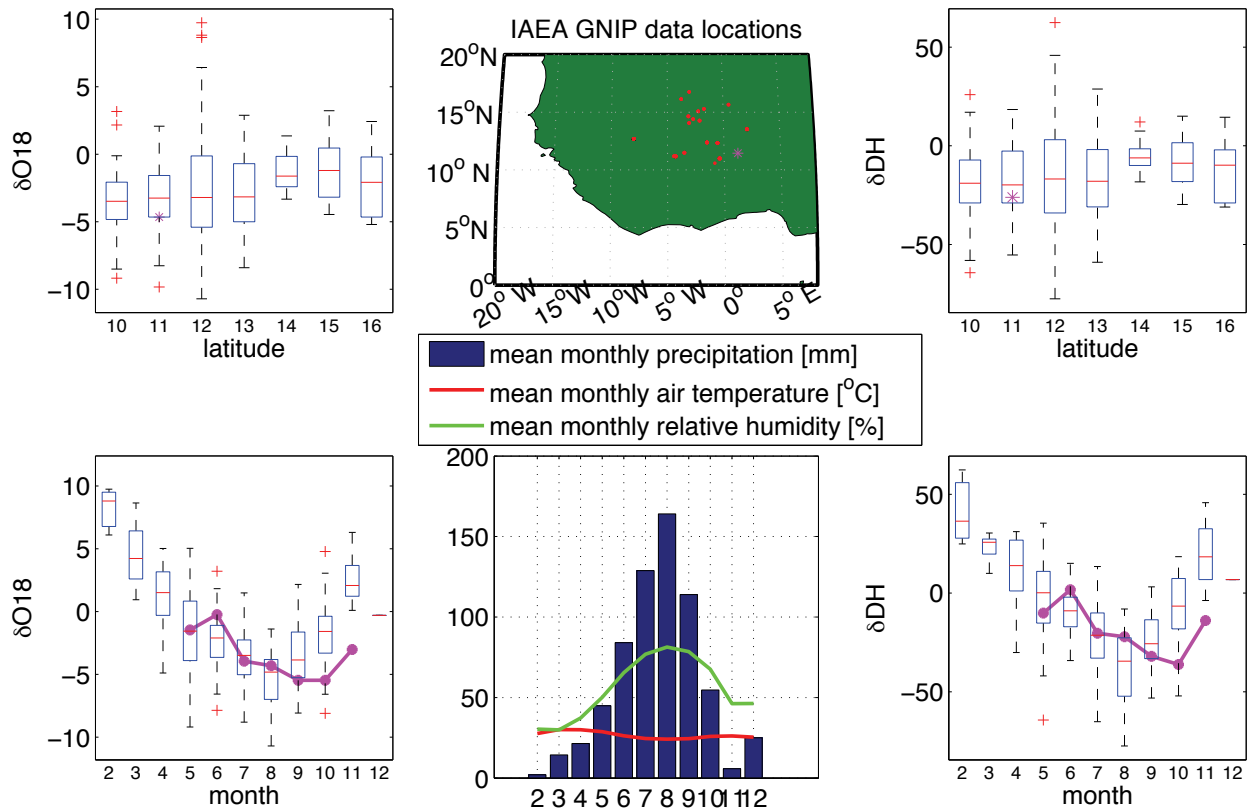 10
5
0
−5
−10
δO18
10 11 12 13 14 15 16
latitude
IAEA GNIP data locations
20°N
15°N
10°N
5°N
0°
20° W
15°W
10°W
5°W
0°
5° E
50
0
−50
δDH
10 11 12 13 14 15 16
latitude
mean monthly precipitation [mm]
mean monthly air temperature [°C]
mean monthly relative humidity [%]
10
5
0
−5
−10
δO18
2 3 4 5 6 7 8 9 10 11 12
month
200
150
100
50
0
2 3 4 5 6 7 8 9 10 11 12
50
0
−50
δDH
2 3 4 5 6 7 8 9 10 11 12
month